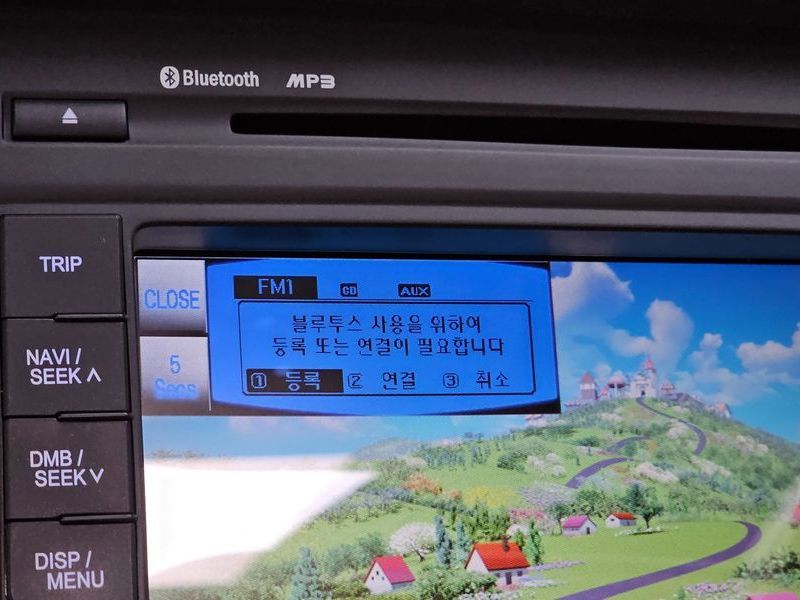 Bluetooth MP3
TRIP
NAVI /
SEEK ∧
DMB /
SEEK ∨
DISP /
MENU
CLOSE
5
Secs
FM1 CD AUX
블루투스 사용을 위하여
등록 또는 연결이 필요합니다
1 등록 2 연결 3 취소